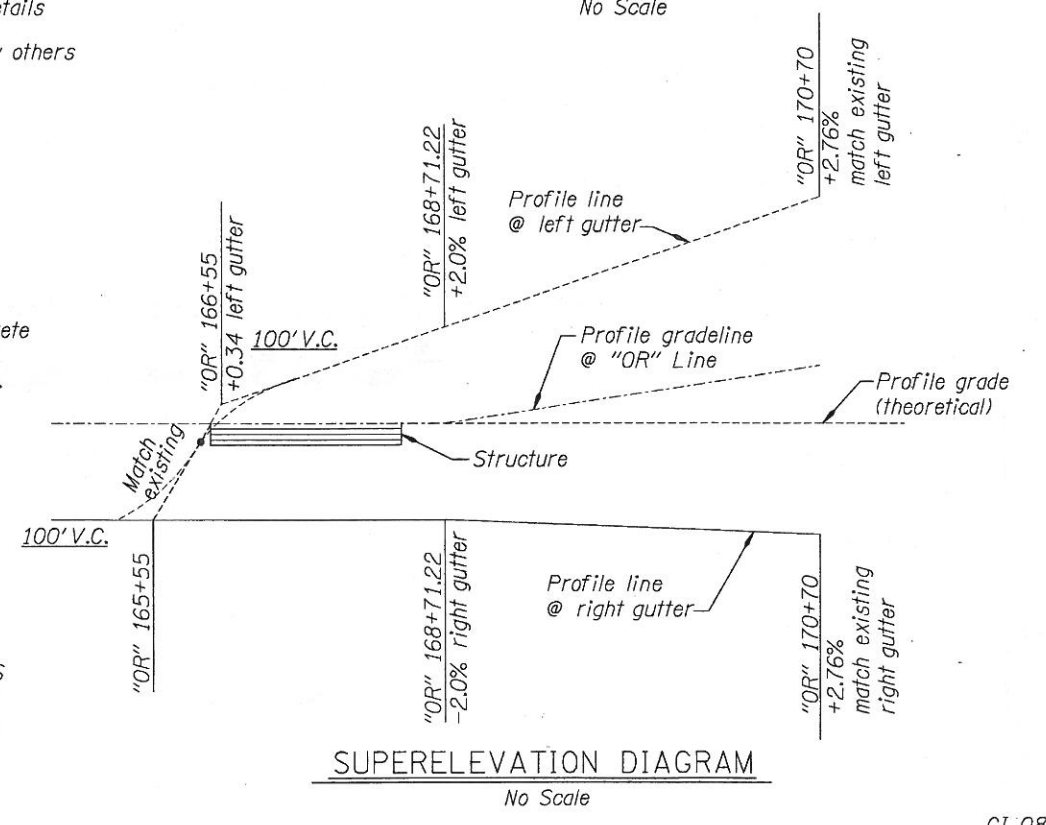 etails
No Scale
y others
"OR" 170+70
+2.76%
match existing
left gutter
"OR" 168+71.22
+2.0% left gutter
Profile line
@ left gutter
"OR" 166+55
+0.34 left gutter
100' V.C.
ete
Profile gradeline
@ "OR" Line
Profile grade
(theoretical)
Match
existing
Structure
100' V.C.
"OR" 165+55
"OR" 168+71.22
-2.0% right gutter
Profile line
@ right gutter
"OR" 170+70
+2.76%
match existing
right gutter
SUPERELEVATION DIAGRAM
No Scale